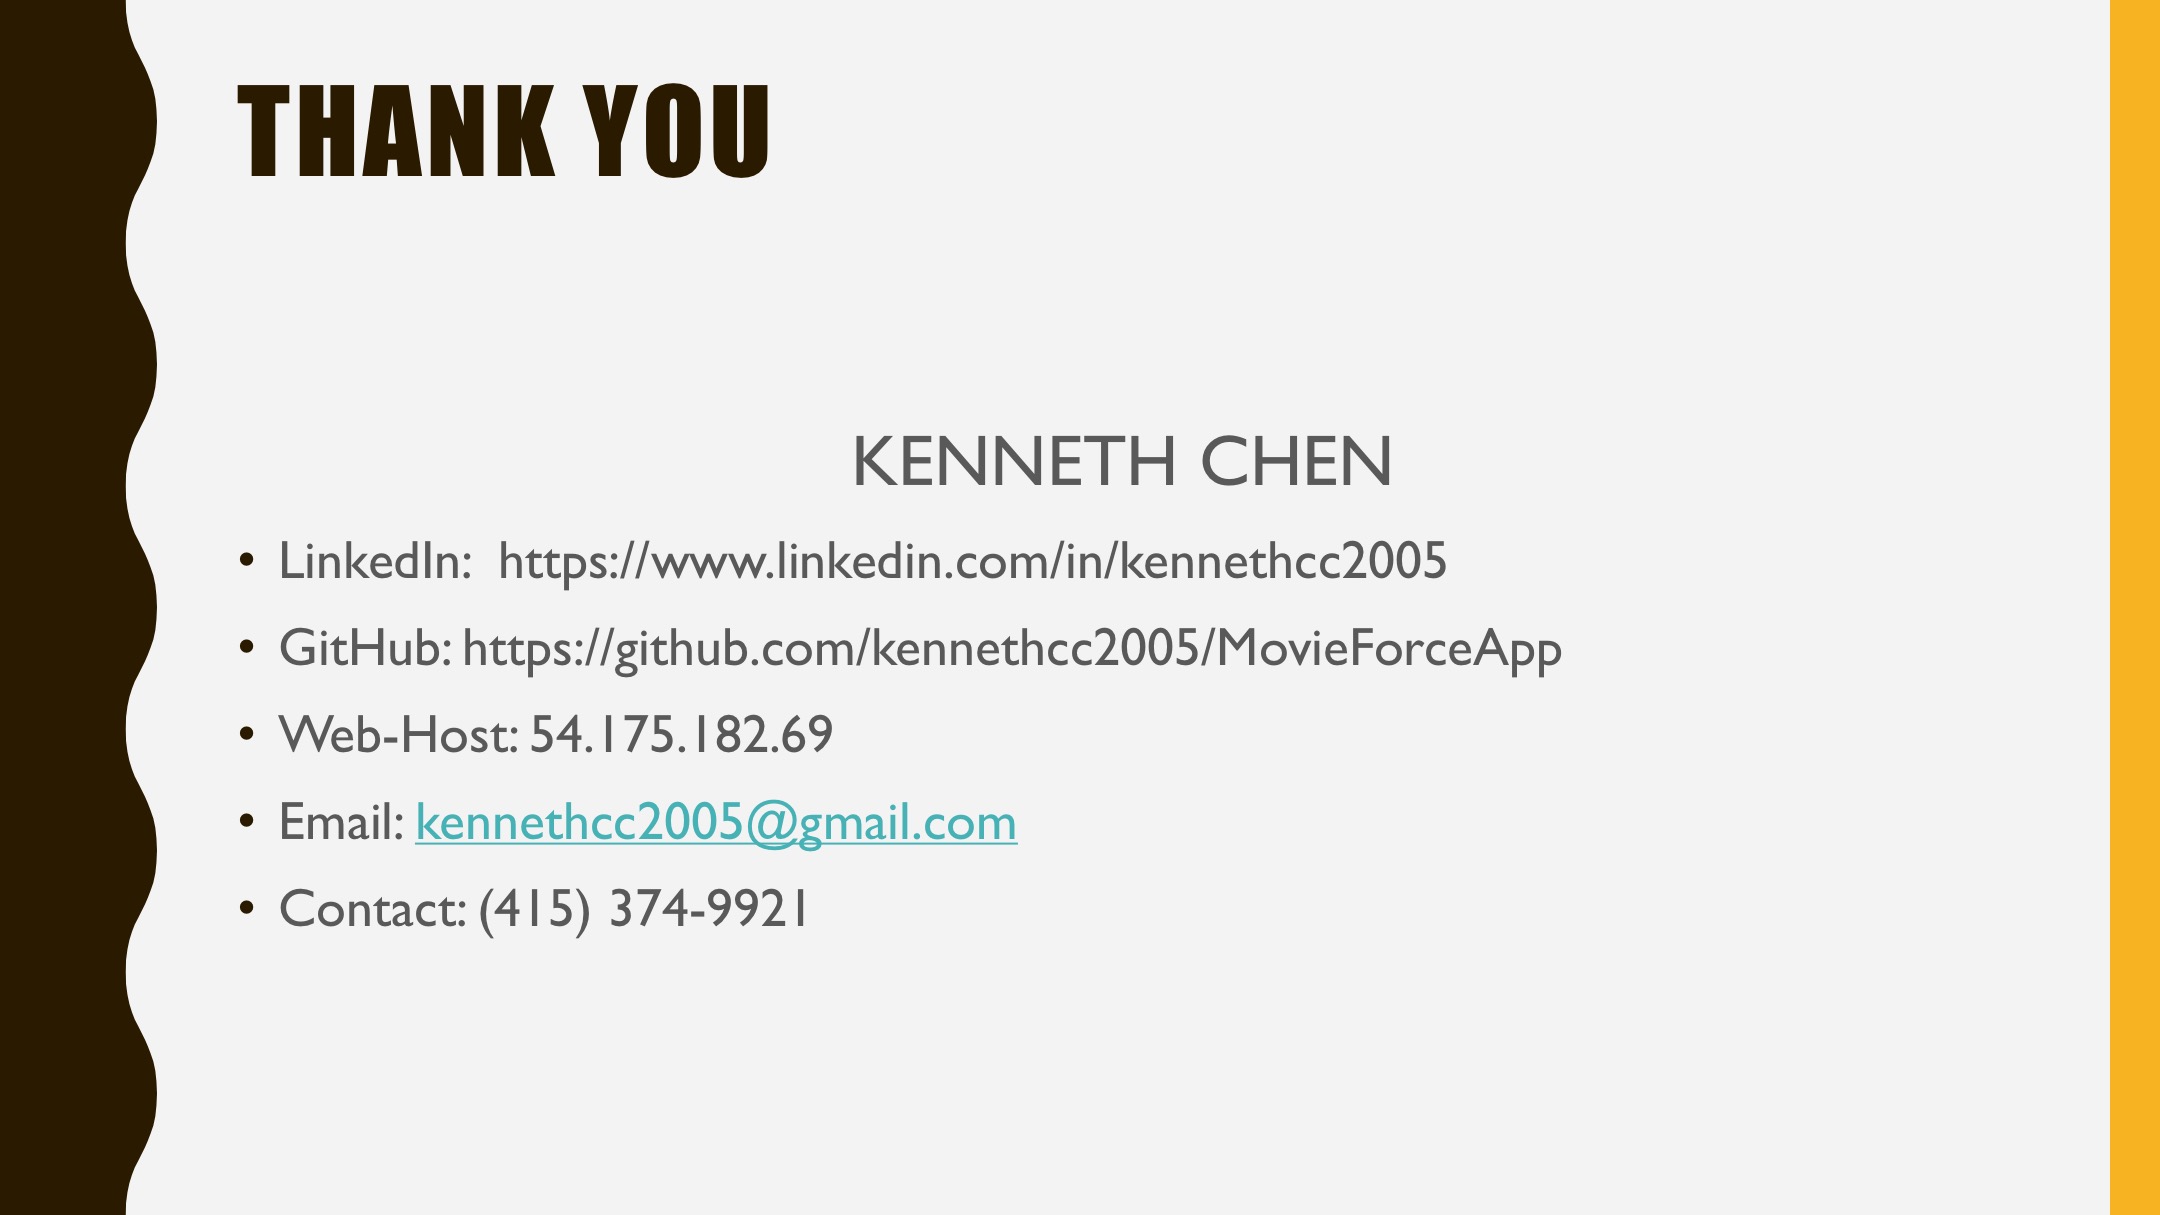 THANK YOU
KENNETH CHEN
• LinkedIn:  https://www.linkedin.com/in/kennethcc2005
• GitHub: https://github.com/kennethcc2005/MovieForceApp
• Web-Host: 54.175.182.69
• Email: kennethcc2005@gmail.com
• Contact: (415) 374-9921